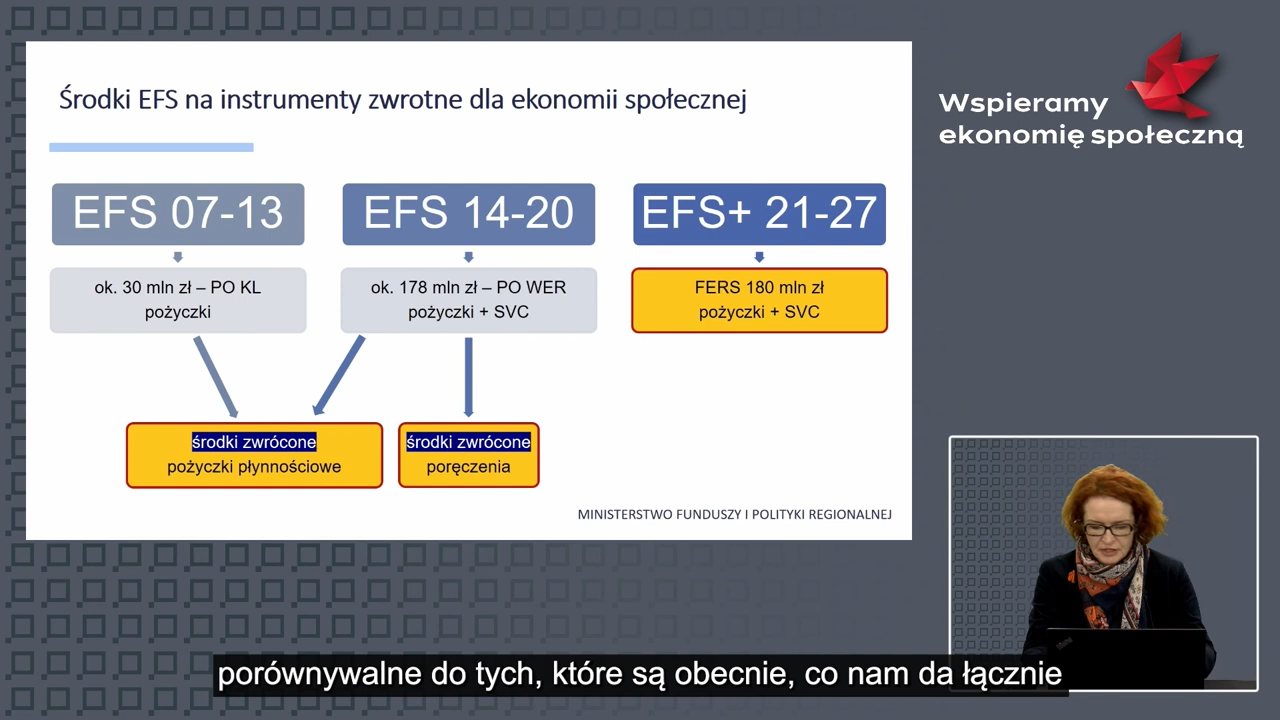 Środki EFS na instrumenty zwrotne dla ekonomii społecznej
Wspieramy
ekonomię społeczną
EFS 07-13
EFS 14-20
EFS+ 21-27
ok. 30 mln zł – PO KL
pożyczki
ok. 178 mln zł – PO WER
pożyczki + SVC
FERS 180 mln zł
pożyczki + SVC
środki zwrócone
pożyczki płynnościowe
środki zwrócone
poręczenia
MINISTERSTWO FUNDUSZY I POLITYKI REGIONALNEJ
porównywalne do tych, które są obecnie, co nam da łącznie